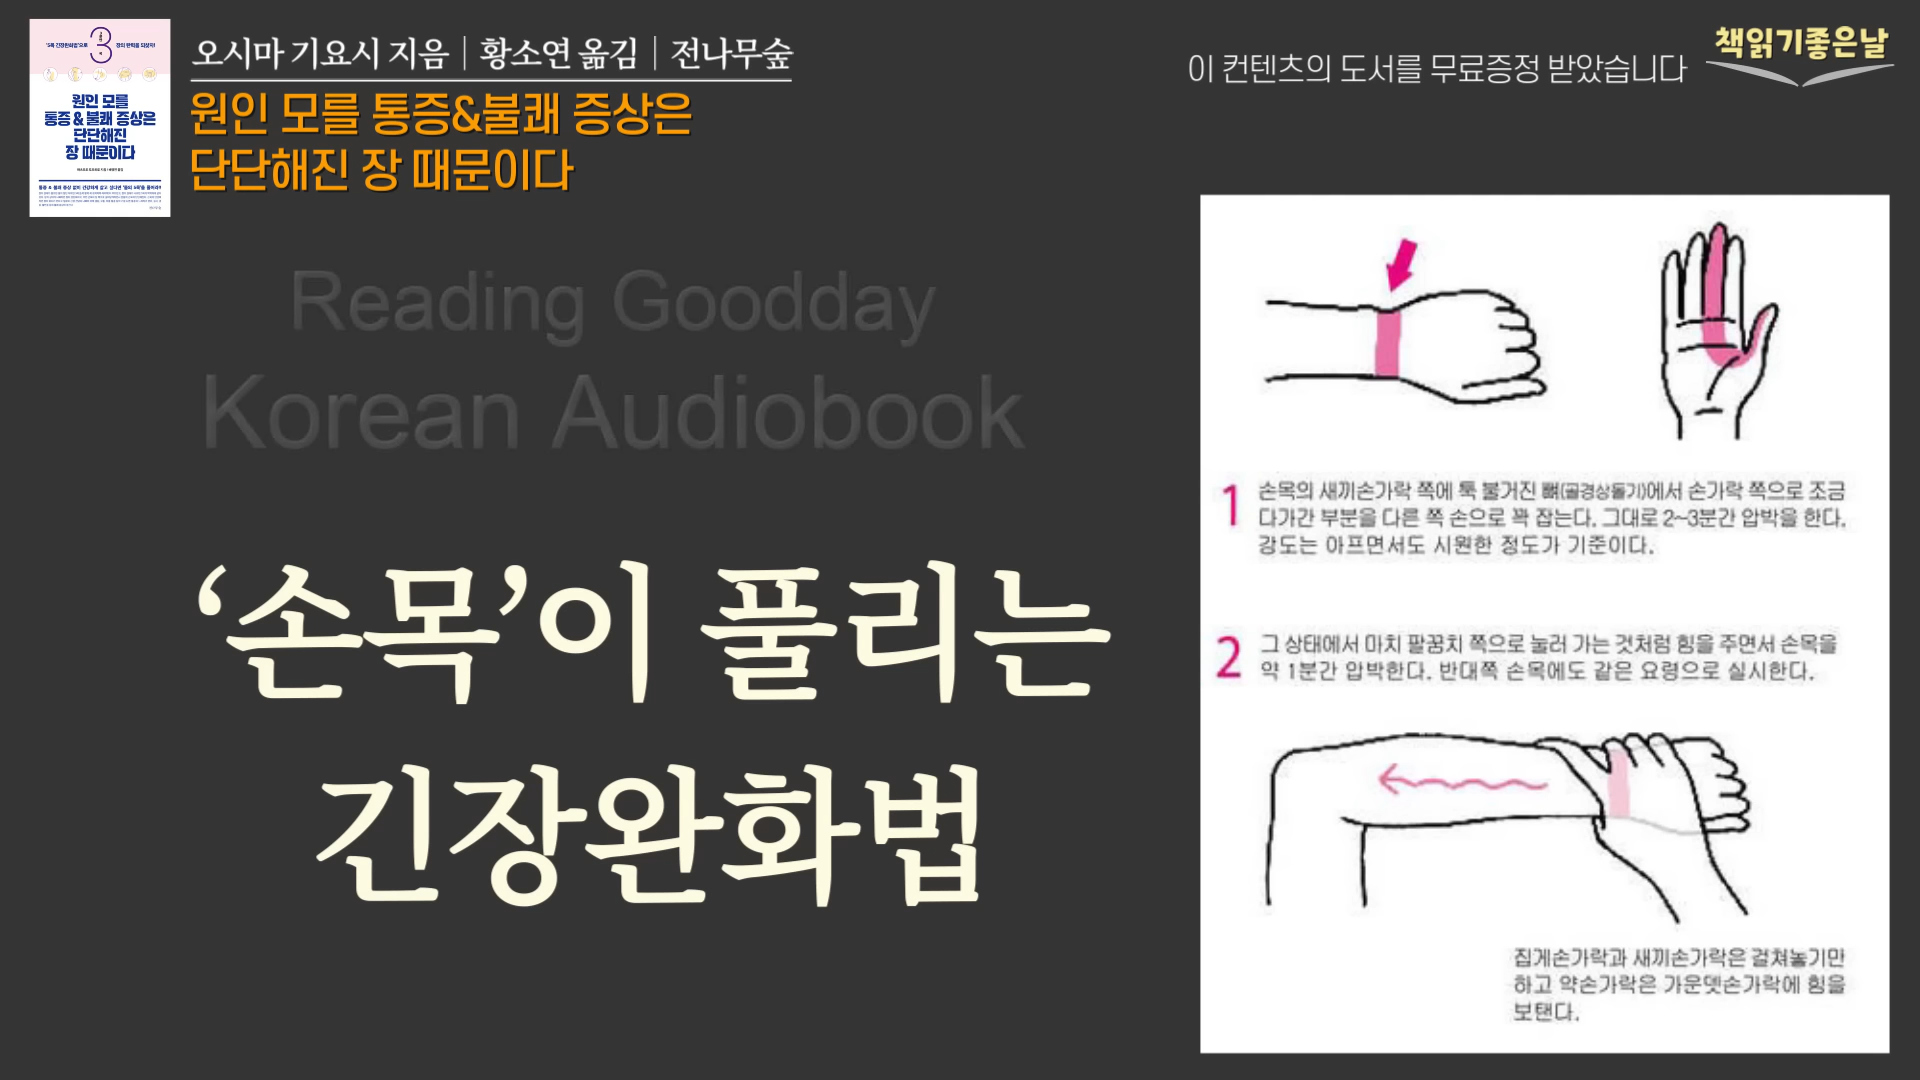 오시마 기요시 지음 | 황소연 옮김 | 전나무숲
원인 모를 통증&불쾌 증상은
단단해진 장 때문이다
이 컨텐츠의 도서를 무료증정 받았습니다
책읽기좋은날
3
원인 모를
통증 & 불쾌 증상은
단단해진
장 때문이다
Reading Goodday
Korean Audiobook
‘손목’이 풀리는
긴장완화법
1 손목의 새끼손가락 쪽에 툭 불거진 뼈(골경상돌기)에서 손가락 쪽으로 조금
다가간 부분을 다른 쪽 손으로 꽉 잡는다. 그대로 2~3분간 압박을 한다.
강도는 아프면서도 시원한 정도가 기준이다.
2 그 상태에서 마치 팔꿈치 쪽으로 눌러 가는 것처럼 힘을 주면서 손목을
약 1분간 압박한다. 반대쪽 손목에도 같은 요령으로 실시한다.
집게손가락과 새끼손가락은 걸쳐놓기만
하고 약손가락은 가운뎃손가락에 힘을
보탠다.